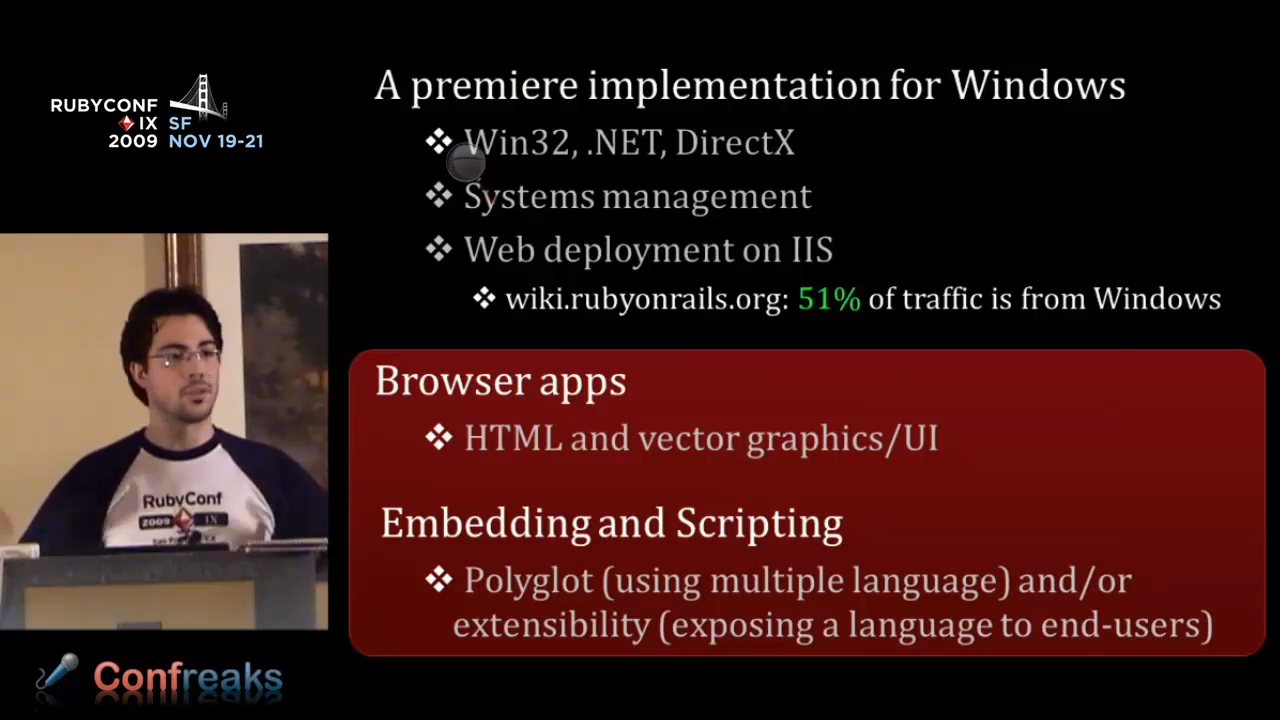 RUBYCONF
IX SF
2009 NOV 19-21
A premiere implementation for Windows
Win32, .NET, DirectX
Systems management
Web deployment on IIS
wiki.rubyonrails.org: 51% of traffic is from Windows
Browser apps
HTML and vector graphics/UI
Embedding and Scripting
Polyglot (using multiple language) and/or
extensibility (exposing a language to end-users)
RubyConf
2009 IX
Confreaks